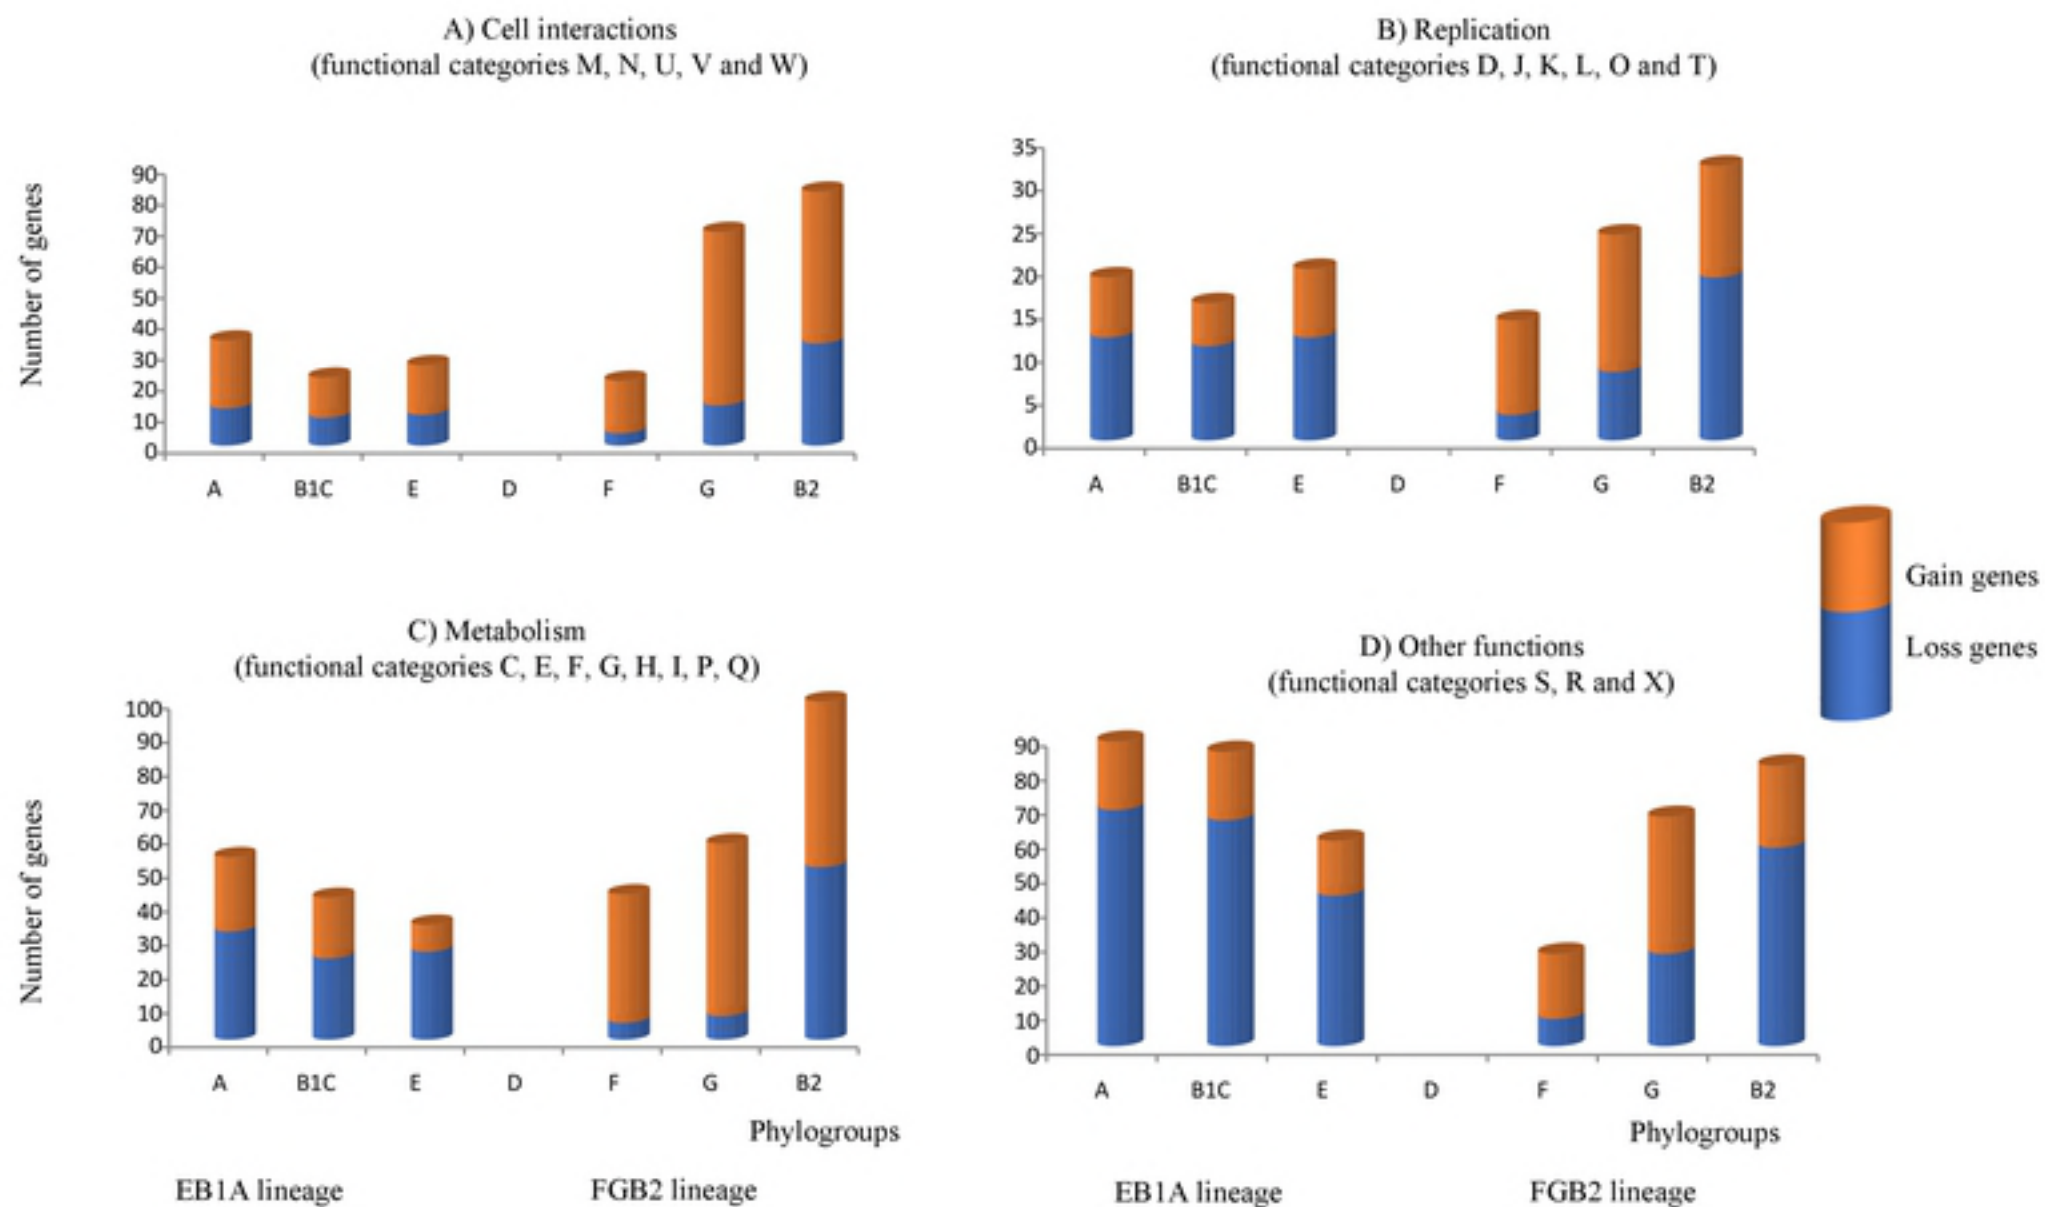 A) Cell interactions
(functional categories M, N, U, V and W)
Number of genes
90
80
70
60
50
40
30
20
10
0
A B1C E D F G B2
B) Replication
(functional categories D, J, K, L, O and T)
35
30
25
20
15
10
5
0
A B1C E D F G B2
Gain genes
Loss genes
C) Metabolism
(functional categories C, E, F, G, H, I, P, Q)
Number of genes
100
90
80
70
60
50
40
30
20
10
0
A B1C E D F G B2
Phylogroups
EB1A lineage FGB2 lineage
D) Other functions
(functional categories S, R and X)
90
80
70
60
50
40
30
20
10
0
A B1C E D F G B2
Phylogroups
EB1A lineage FGB2 lineage